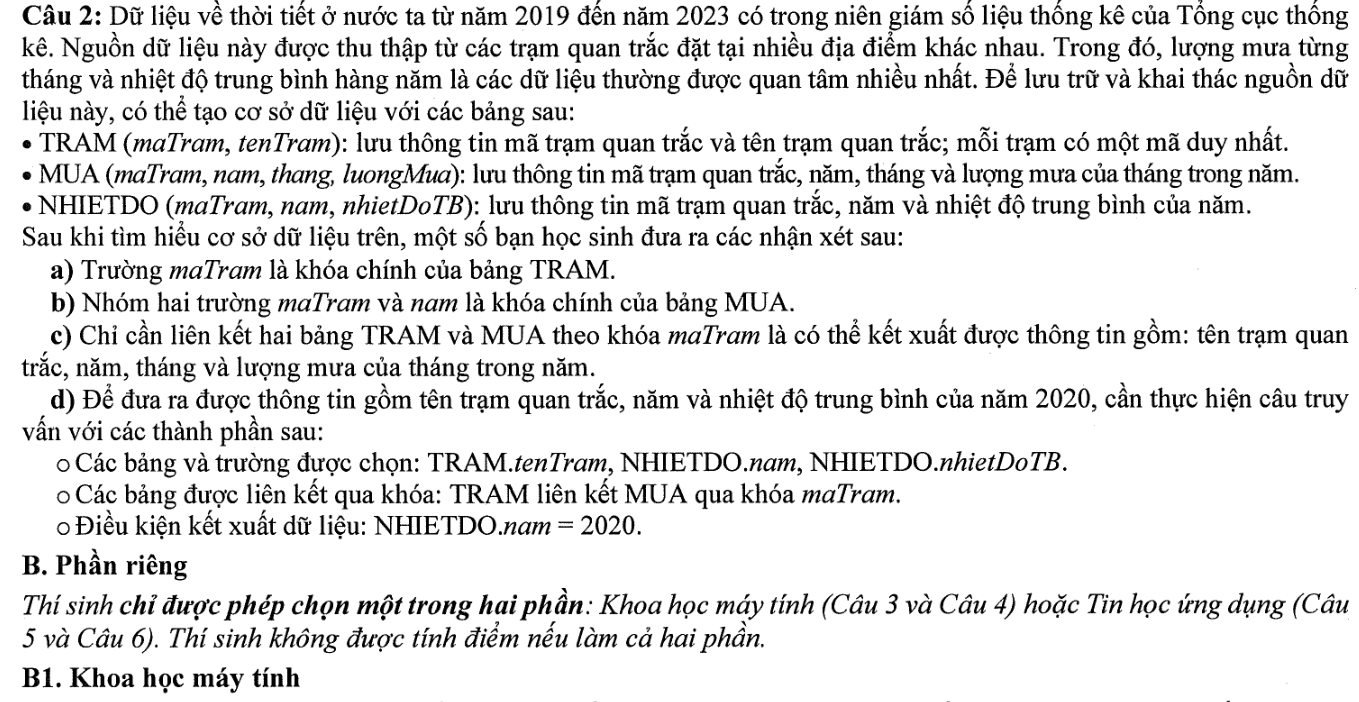 Câu 2: Dữ liệu về thời tiết ở nước ta từ năm 2019 đến năm 2023 có trong niên giám số liệu thống kê của Tổng cục thống
kê. Nguồn dữ liệu này được thu thập từ các trạm quan trắc đặt tại nhiều địa điểm khác nhau. Trong đó, lượng mưa từng
tháng và nhiệt độ trung bình hàng năm là các dữ liệu thường được quan tâm nhiều nhất. Để lưu trữ và khai thác nguồn dữ
liệu này, có thể tạo cơ sở dữ liệu với các bảng sau:
• TRAM (maTram, tenTram): lưu thông tin mã trạm quan trắc và tên trạm quan trắc; mỗi trạm có một mã duy nhất.
• MUA (maTram, nam, thang, luongMua): lưu thông tin mã trạm quan trắc, năm, tháng và lượng mưa của tháng trong năm.
• NHIETDO (maTram, nam, nhietDoTB): lưu thông tin mã trạm quan trắc, năm và nhiệt độ trung bình của năm.
Sau khi tìm hiểu cơ sở dữ liệu trên, một số bạn học sinh đưa ra các nhận xét sau:
a) Trường maTram là khóa chính của bảng TRAM.
b) Nhóm hai trường maTram và nam là khóa chính của bảng MUA.
c) Chỉ cần liên kết hai bảng TRAM và MUA theo khóa maTram là có thể kết xuất được thông tin gồm: tên trạm quan
trắc, năm, tháng và lượng mưa của tháng trong năm.
d) Để đưa ra được thông tin gồm tên trạm quan trắc, năm và nhiệt độ trung bình của năm 2020, cần thực hiện câu truy
vấn với các thành phần sau:
o Các bảng và trường được chọn: TRAM.tenTram, NHIETDO.nam, NHIETDO.nhietDoTB.
o Các bảng được liên kết qua khóa: TRAM liên kết MUA qua khóa maTram.
o Điều kiện kết xuất dữ liệu: NHIETDO.nam = 2020.
B. Phần riêng
Thí sinh chỉ được phép chọn một trong hai phần: Khoa học máy tính (Câu 3 và Câu 4) hoặc Tin học ứng dụng (Câu
5 và Câu 6). Thí sinh không được tính điểm nếu làm cả hai phần.
B1. Khoa học máy tính